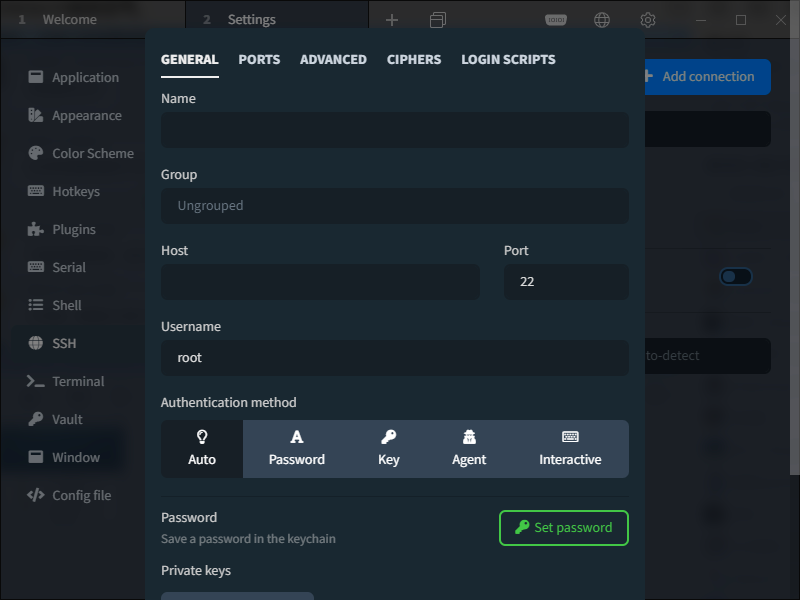 1 Welcome
2 Settings
GENERAL PORTS ADVANCED CIPHERS LOGIN SCRIPTS
Application
Appearance
Color Scheme
Hotkeys
Plugins
Serial
Shell
SSH
Terminal
Vault
Window
Config file
Name
Group
Ungrouped
Host Port
22
Username
root
Authentication method
Auto Password Key Agent Interactive
Password
Save a password in the keychain
Set password
Private keys
Add connection
to-detect